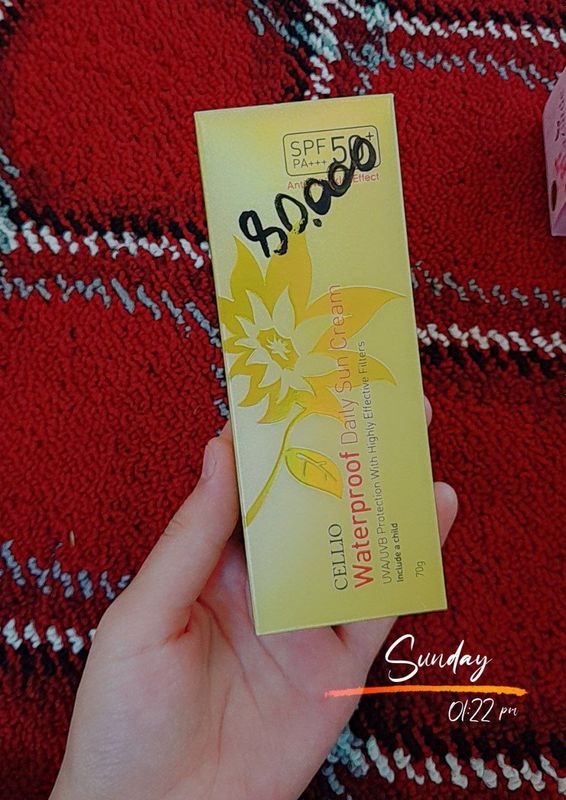 SPF 50+
PA+++
Effect
80.000
CELLIO
Waterproof Daily Sun Cream
UVA/UVB Protection With Highly Effective Filters
Include a child
70g
Sunday
01:22 pm